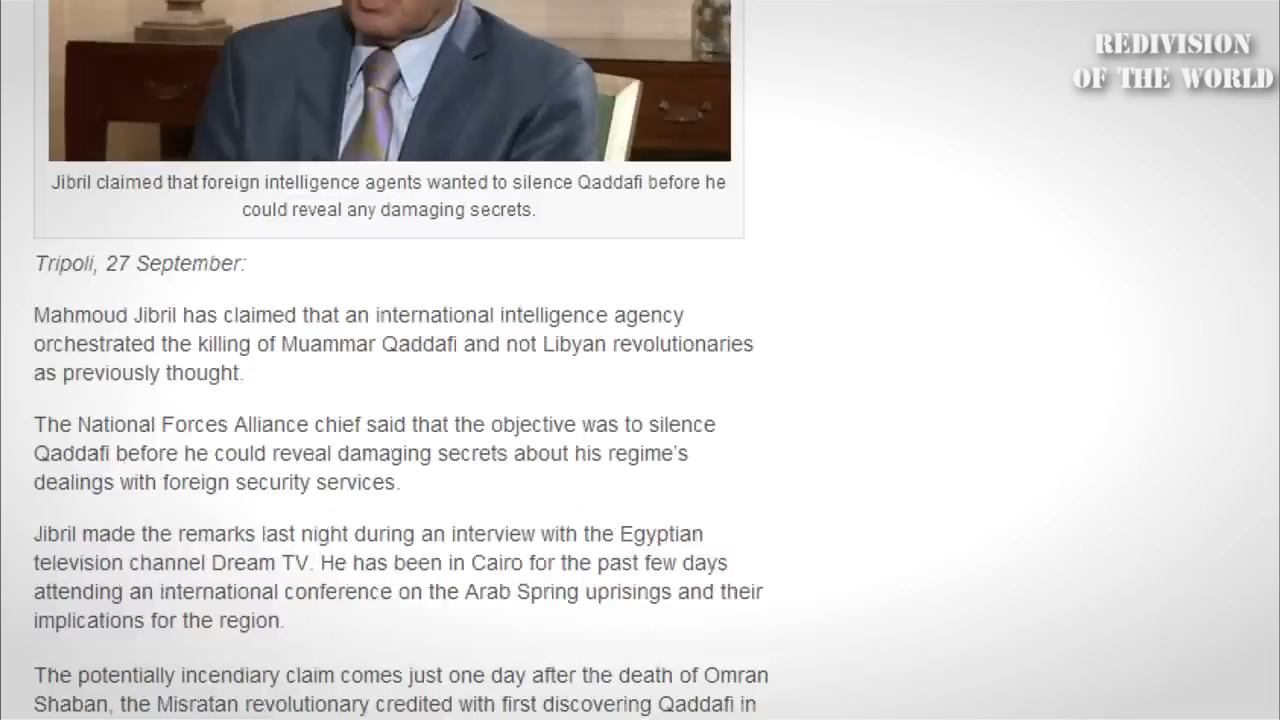 REDIVISION
OF THE WORLD
Jibril claimed that foreign intelligence agents wanted to silence Qaddafi before he
could reveal any damaging secrets.
Tripoli, 27 September:
Mahmoud Jibril has claimed that an international intelligence agency
orchestrated the killing of Muammar Qaddafi and not Libyan revolutionaries
as previously thought.
The National Forces Alliance chief said that the objective was to silence
Qaddafi before he could reveal damaging secrets about his regime's
dealings with foreign security services.
Jibril made the remarks last night during an interview with the Egyptian
television channel Dream TV. He has been in Cairo for the past few days
attending an international conference on the Arab Spring uprisings and their
implications for the region.
The potentially incendiary claim comes just one day after the death of Omran
Shaban, the Misratan revolutionary credited with first discovering Qaddafi in